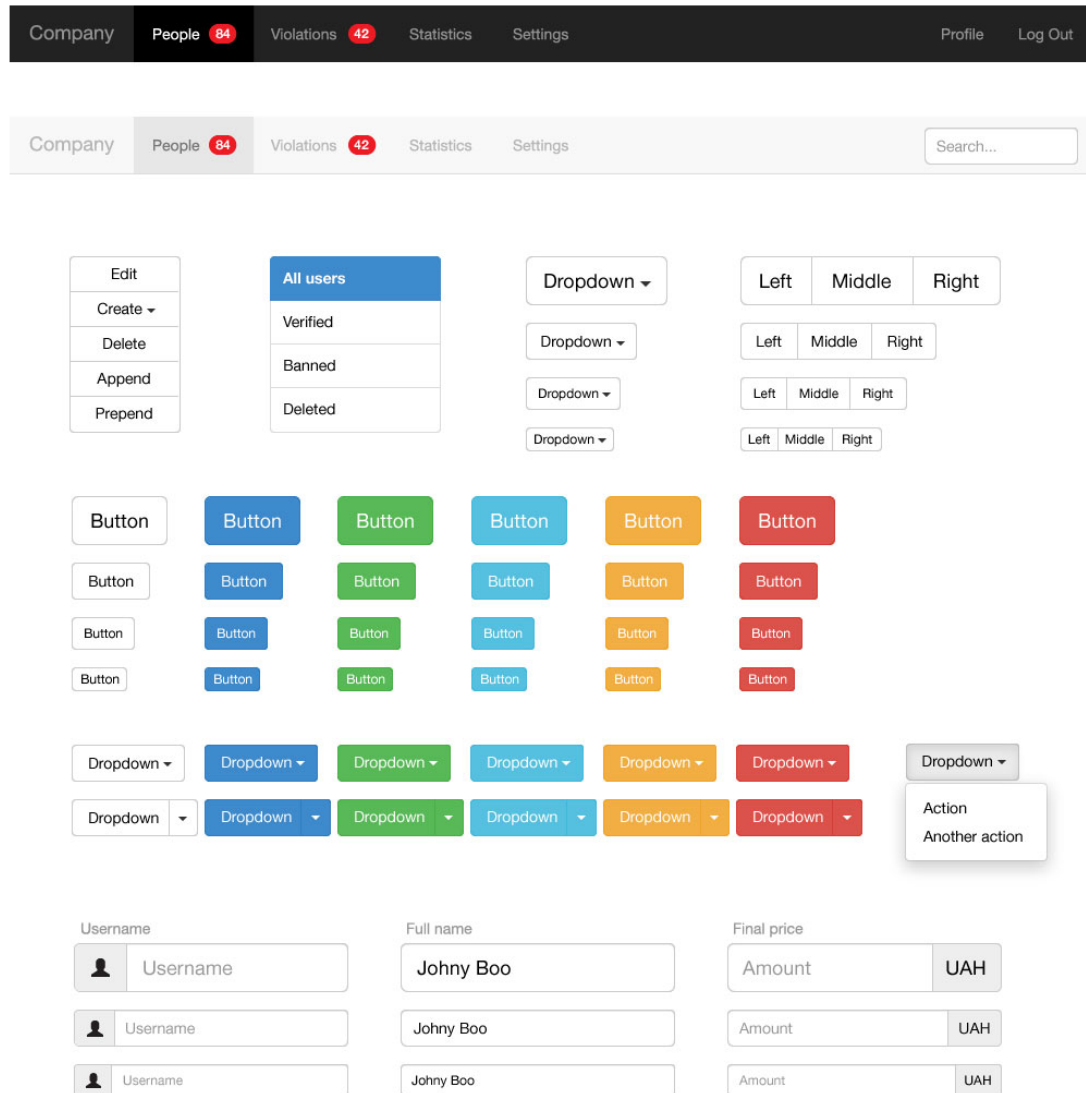 Company People 84 Violations 42 Statistics Settings Profile Log Out
Company People 84 Violations 42 Statistics Settings Search...
Edit
Create
Delete
Append
Prepend
All users
Verified
Banned
Deleted
Dropdown
Dropdown
Dropdown
Dropdown
Left Middle Right
Left Middle Right
Left Middle Right
Left Middle Right
Button Button Button Button Button Button
Button Button Button Button Button Button
Button Button Button Button Button Button
Button Button Button Button Button Button
Dropdown Dropdown Dropdown Dropdown Dropdown Dropdown Dropdown
Dropdown Dropdown Dropdown Dropdown Dropdown Dropdown
Action
Another action
Username Full name Final price
Username Johny Boo Amount UAH
Username Johny Boo Amount UAH
Username Johny Boo Amount UAH